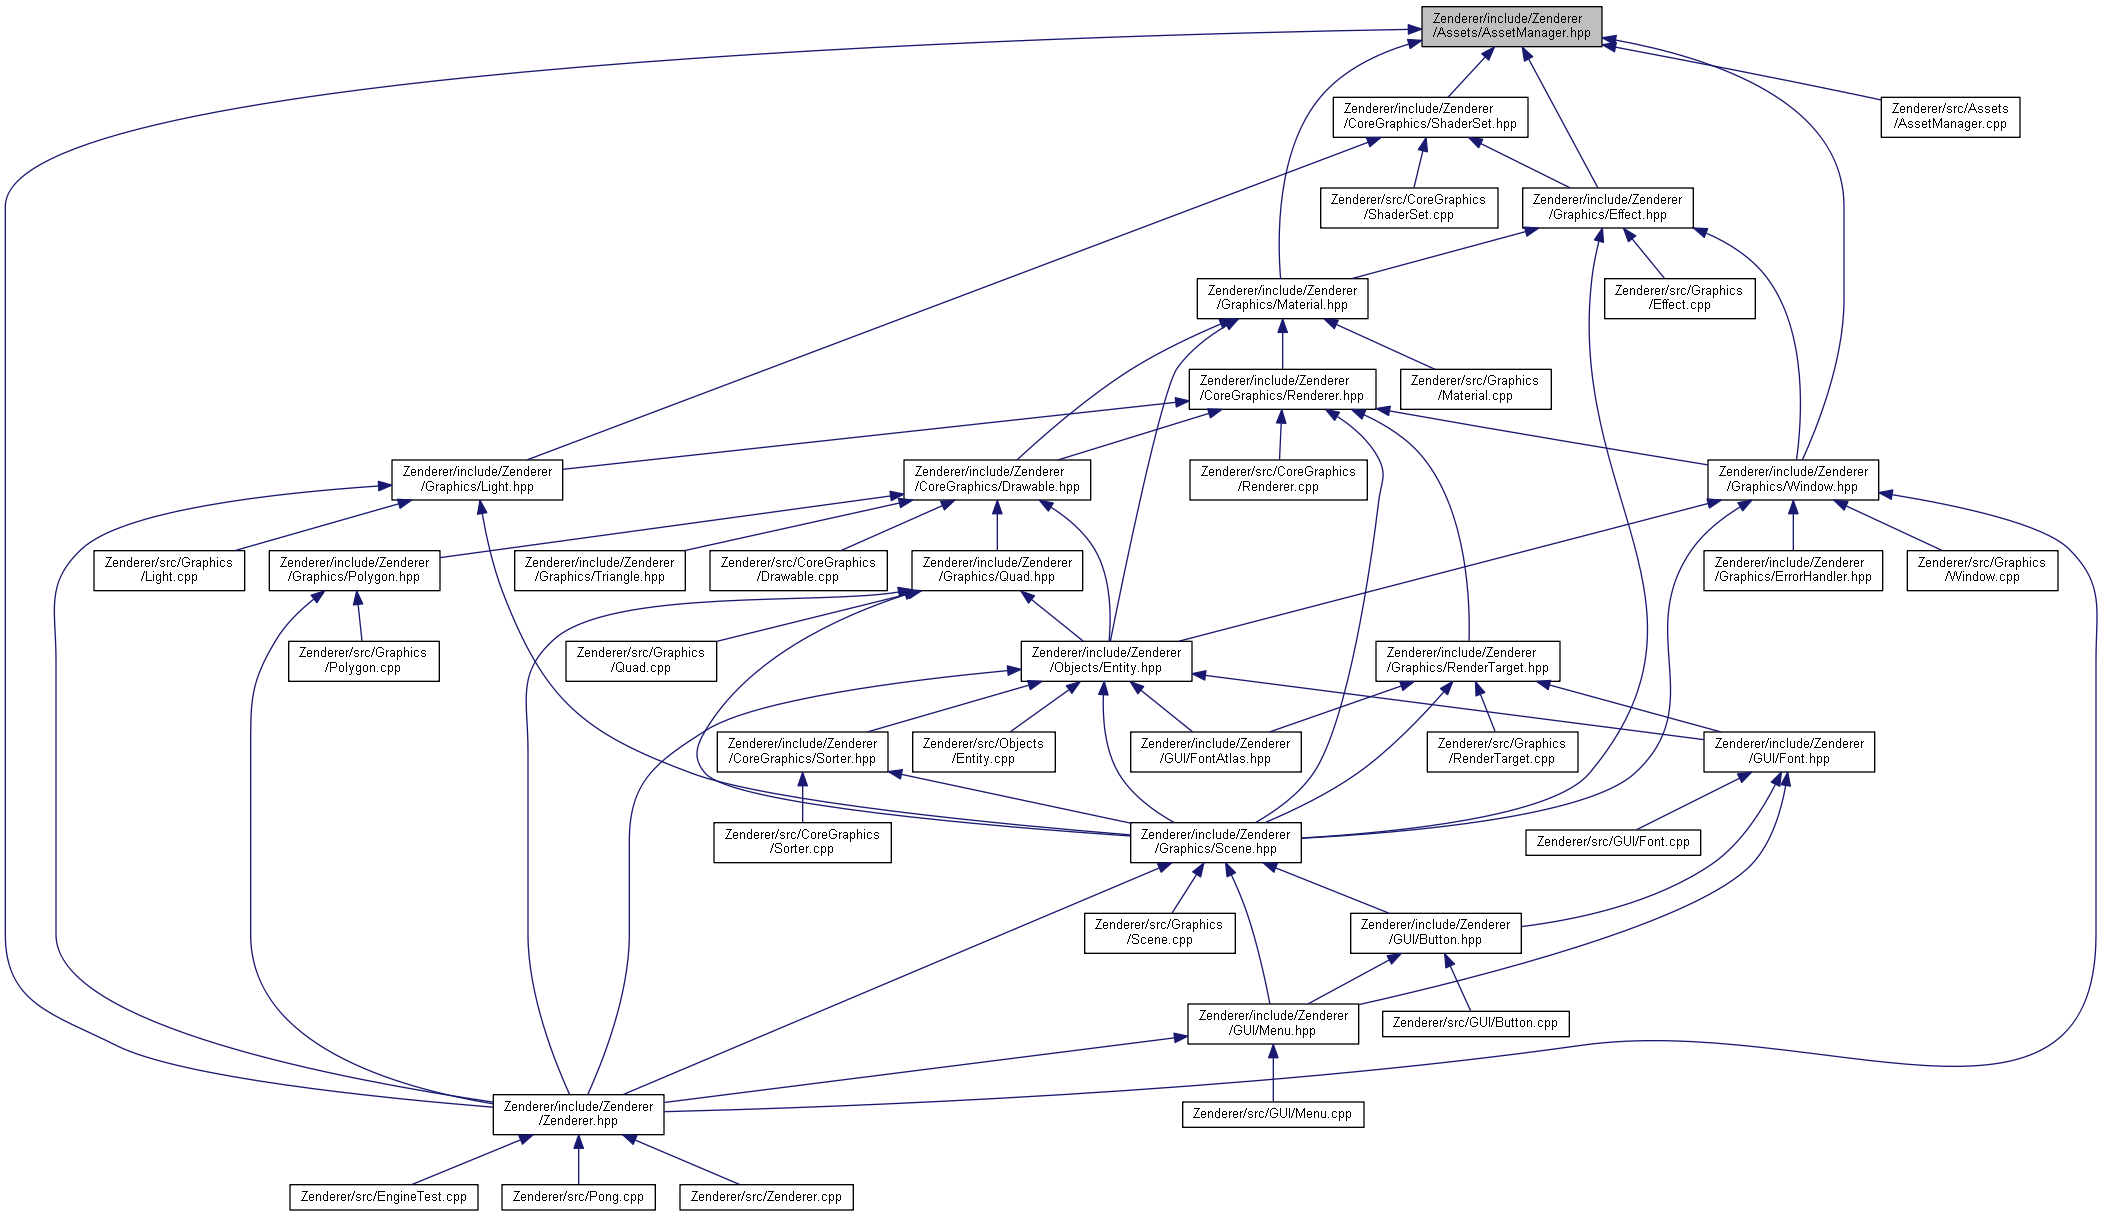 Zenderer/include/Zenderer
/Assets/AssetManager.hpp
Zenderer/include/Zenderer
/CoreGraphics/ShaderSet.hpp
Zenderer/src/Assets
/AssetManager.cpp
Zenderer/src/CoreGraphics
/ShaderSet.cpp
Zenderer/include/Zenderer
/Graphics/Effect.hpp
Zenderer/include/Zenderer
/Graphics/Material.hpp
Zenderer/src/Graphics
/Effect.cpp
Zenderer/include/Zenderer
/CoreGraphics/Renderer.hpp
Zenderer/src/Graphics
/Material.cpp
Zenderer/include/Zenderer
/Graphics/Light.hpp
Zenderer/include/Zenderer
/CoreGraphics/Drawable.hpp
Zenderer/src/CoreGraphics
/Renderer.cpp
Zenderer/include/Zenderer
/Graphics/Window.hpp
Zenderer/src/Graphics
/Light.cpp
Zenderer/include/Zenderer
/Graphics/Polygon.hpp
Zenderer/include/Zenderer
/Graphics/Triangle.hpp
Zenderer/src/CoreGraphics
/Drawable.cpp
Zenderer/include/Zenderer
/Graphics/Quad.hpp
Zenderer/include/Zenderer
/Graphics/ErrorHandler.hpp
Zenderer/src/Graphics
/Window.cpp
Zenderer/src/Graphics
/Polygon.cpp
Zenderer/src/Graphics
/Quad.cpp
Zenderer/include/Zenderer
/Objects/Entity.hpp
Zenderer/include/Zenderer
/Graphics/RenderTarget.hpp
Zenderer/include/Zenderer
/CoreGraphics/Sorter.hpp
Zenderer/src/Objects
/Entity.cpp
Zenderer/include/Zenderer
/GUI/FontAtlas.hpp
Zenderer/src/Graphics
/RenderTarget.cpp
Zenderer/include/Zenderer
/GUI/Font.hpp
Zenderer/src/CoreGraphics
/Sorter.cpp
Zenderer/include/Zenderer
/Graphics/Scene.hpp
Zenderer/src/GUI/Font.cpp
Zenderer/src/Graphics
/Scene.cpp
Zenderer/include/Zenderer
/GUI/Button.hpp
Zenderer/include/Zenderer
/GUI/Menu.hpp
Zenderer/src/GUI/Button.cpp
Zenderer/include/Zenderer
/Zenderer.hpp
Zenderer/src/GUI/Menu.cpp
Zenderer/src/EngineTest.cpp
Zenderer/src/Pong.cpp
Zenderer/src/Zenderer.cpp